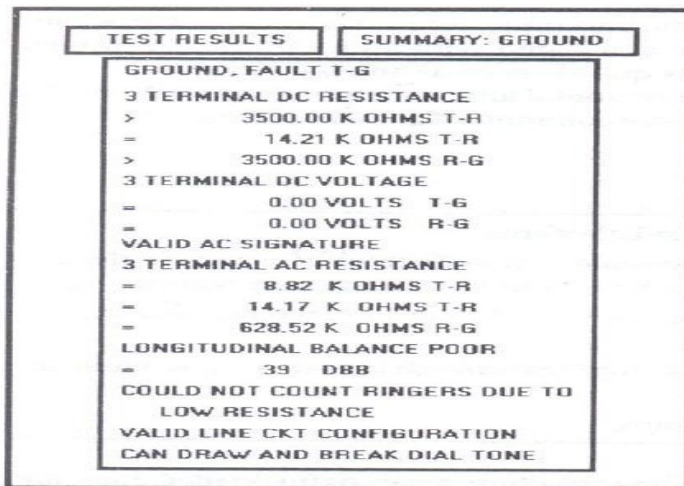 TEST RESULTS SUMMARY: GROUND
GROUND, FAULT T-G
3 TERMINAL DC RESISTANCE
> 3500.00 K OHMS T-R
= 14.21 K OHMS T-R
> 3500.00 K OHMS R-G
3 TERMINAL DC VOLTAGE
= 0.00 VOLTS T-G
= 0.00 VOLTS R-G
VALID AC SIGNATURE
3 TERMINAL AC RESISTANCE
= 8.82 K OHMS T-R
= 14.17 K OHMS T-R
= 628.52 K OHMS R-G
LONGITUDINAL BALANCE POOR
= 39 DBB
COULD NOT COUNT RINGERS DUE TO
LOW RESISTANCE
VALID LINE CKT CONFIGURATION
CAN DRAW AND BREAK DIAL TONE